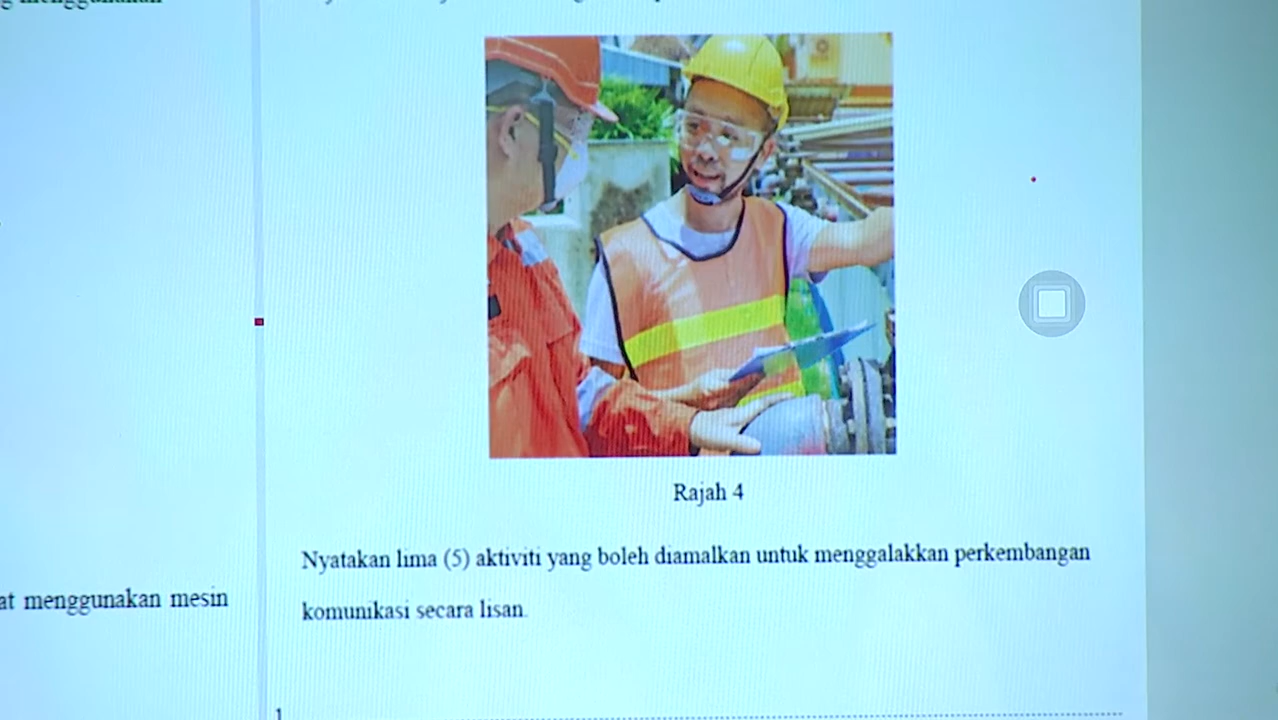 menggunakan
Rajah 4
Nyatakan lima (5) aktiviti yang boleh diamalkan untuk menggalakkan perkembangan
komunikasi secara lisan.
at menggunakan mesin
1